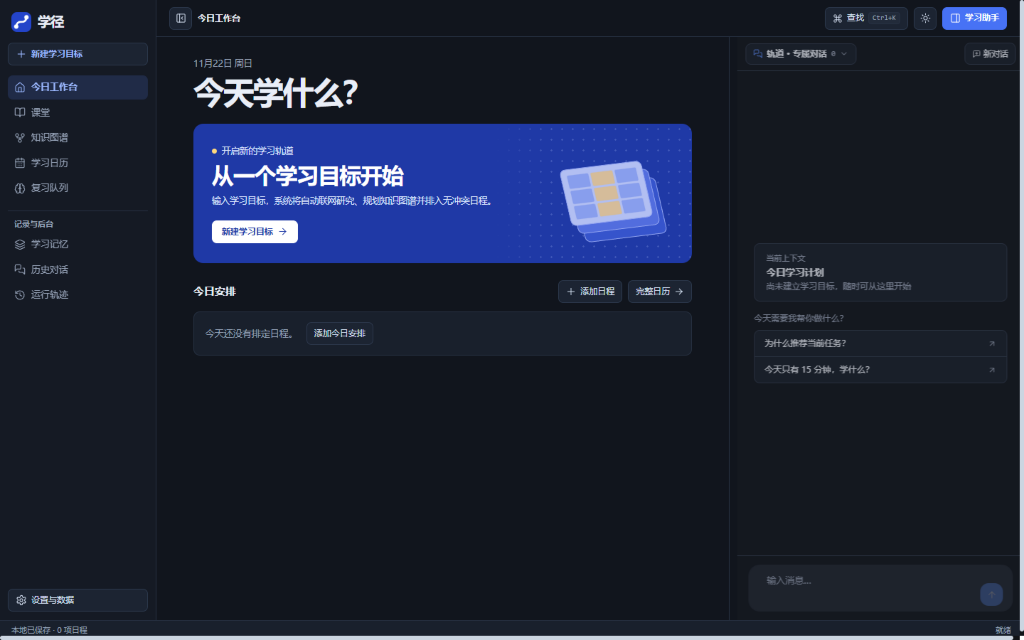 学径
新建学习目标
今日工作台
课堂
知识图谱
学习日历
复习队列
记录与后台
学习记忆
历史对话
运行轨迹
设置与数据
今日工作台
查找 Ctrl+K
学习助手
11月22日 周日
今天学什么？
开启新的学习轨道
从一个学习目标开始
输入学习目标，系统将自动联网研究、规划知识图谱并排入无冲突日程。
新建学习目标
今日安排
添加日程
完整日历
今天还没有排定日程。
添加今日安排
轨道 • 专属对话 0
新对话
当前上下文
今日学习计划
尚未建立学习目标，随时可从这里开始
今天需要我帮你做什么？
为什么推荐当前任务？
今天只有 15 分钟，学什么？
输入消息...
本地已保存 · 0 项日程
就绪